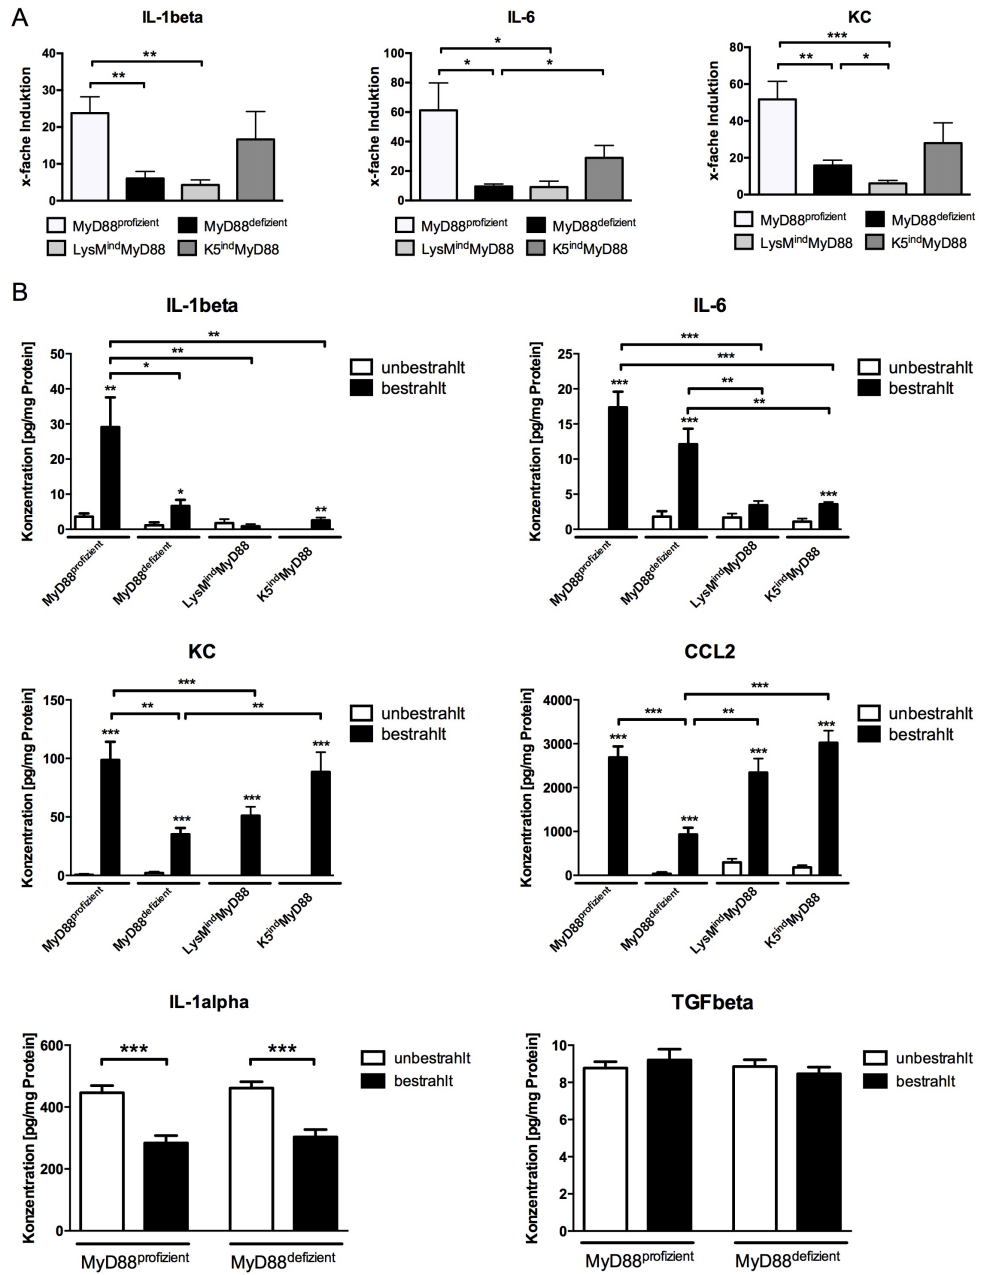 A
IL-1beta
IL-6
KC
** 
**
*
*
*
***
**
*
x-fache Induktion
40
30
20
10
0
x-fache Induktion
100
80
60
40
20
0
x-fache Induktion
80
60
40
20
0
MyD88profizient
MyD88defizient
LysMindMyD88
K5indMyD88
MyD88profizient
MyD88defizient
LysMindMyD88
K5indMyD88
MyD88profizient
MyD88defizient
LysMindMyD88
K5indMyD88
B
IL-1beta
Konzentration [pg/mg Protein]
50
40
30
20
10
0
**
**
*
**
*
**
unbestrahlt
bestrahlt
MyD88profizient
MyD88defizient
LysMindMyD88
K5indMyD88
IL-6
Konzentration [pg/mg Protein]
25
20
15
10
5
0
***
***
**
**
***
***
***
unbestrahlt
bestrahlt
MyD88profizient
MyD88defizient
LysMindMyD88
K5indMyD88
KC
Konzentration [pg/mg Protein]
150
100
50
0
***
**
**
***
***
***
***
unbestrahlt
bestrahlt
MyD88profizient
MyD88defizient
LysMindMyD88
K5indMyD88
CCL2
Konzentration [pg/mg Protein]
4000
3000
2000
1000
0
***
***
**
***
***
***
***
unbestrahlt
bestrahlt
MyD88profizient
MyD88defizient
LysMindMyD88
K5indMyD88
IL-1alpha
Konzentration [pg/mg Protein]
600
400
200
0
***
***
unbestrahlt
bestrahlt
MyD88profizient
MyD88defizient
TGFbeta
Konzentration [pg/mg Protein]
10
8
6
4
2
0
unbestrahlt
bestrahlt
MyD88profizient
MyD88defizient